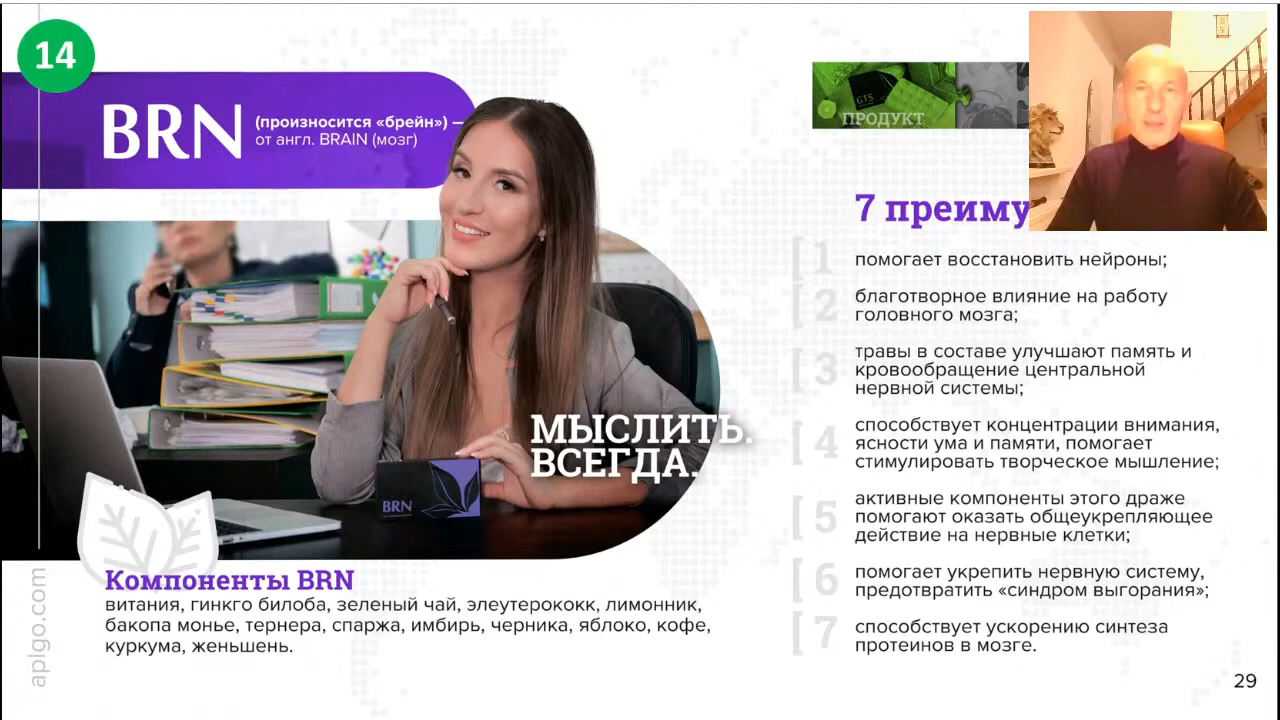 14
BRN
(произносится «брейн») —
от англ. BRAIN (мозг)
GTS
ПРОДУКТ
7 преиму
1
помогает восстановить нейроны;
2
благотворное влияние на работу
головного мозга;
3
травы в составе улучшают память и
кровообращение центральной
нервной системы;
4
способствует концентрации внимания,
ясности ума и памяти, помогает
стимулировать творческое мышление;
5
активные компоненты этого драже
помогают оказать общеукрепляющее
действие на нервные клетки;
6
помогает укрепить нервную систему,
предотвратить «синдром выгорания»;
7
способствует ускорению синтеза
протеинов в мозге.
МЫСЛИТЬ.
ВСЕГДА.
BRN
Компоненты BRN
витания, гинкго билоба, зеленый чай, элеутерококк, лимонник,
бакопа монье, тернера, спаржа, имбирь, черника, яблоко, кофе,
куркума, женьшень.
aplgo.com
29